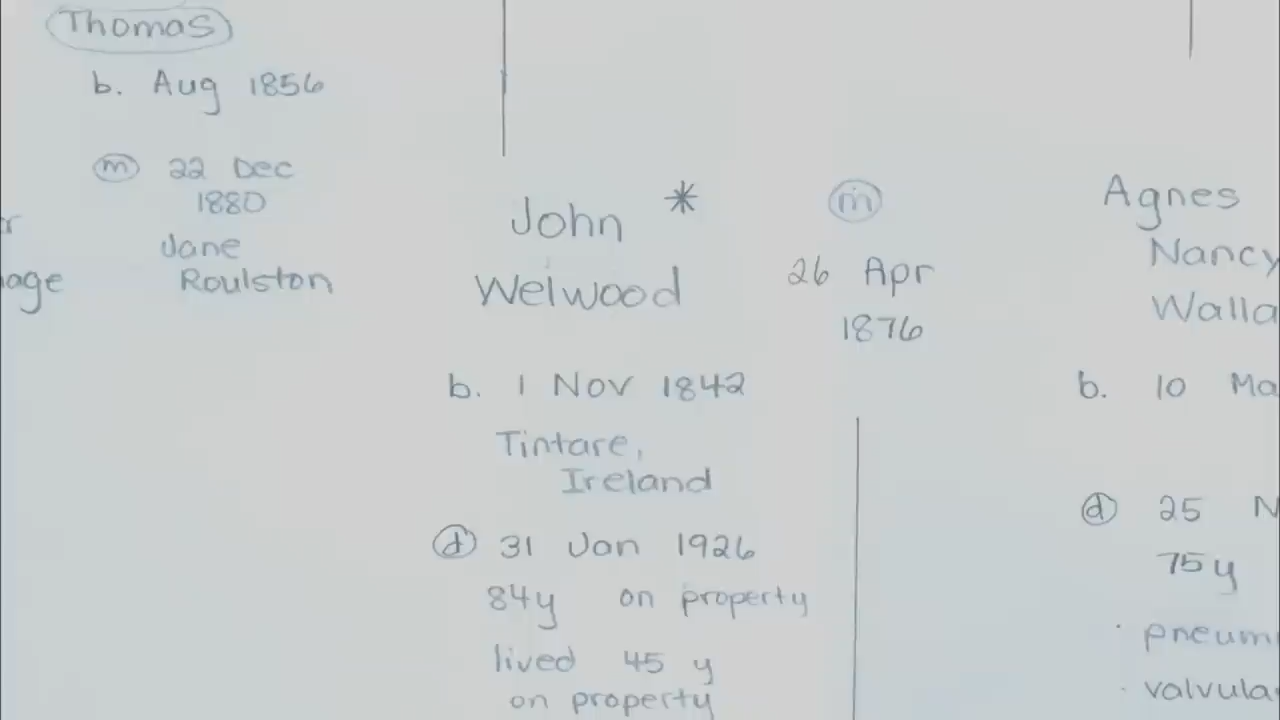 Thomas
b. Aug 1856
m 22 Dec
1880
Jane
Roulston
John *
Welwood
b. 1 Nov 1842
Tintare,
Ireland
d 31 Jan 1926
84y on property
lived 45 y
on property
m
26 Apr
1876
Agnes
Nancy
b. 10
d 25
75y